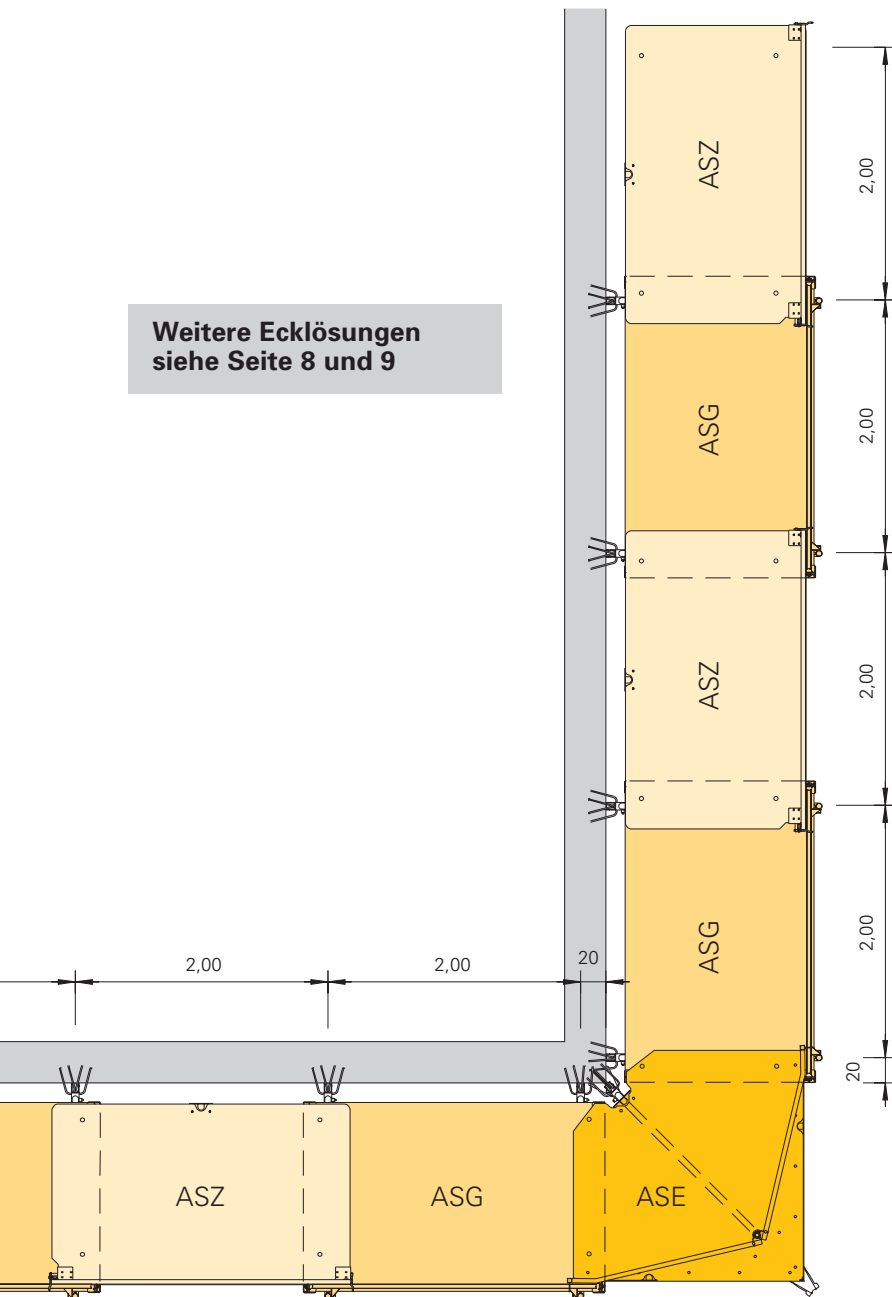 ASZ
2,00
Weitere Ecklösungen
siehe Seite 8 und 9
ASG
2,00
ASZ
2,00
ASG
2,00
2,00
2,00
20
20
ASZ
ASG
ASE